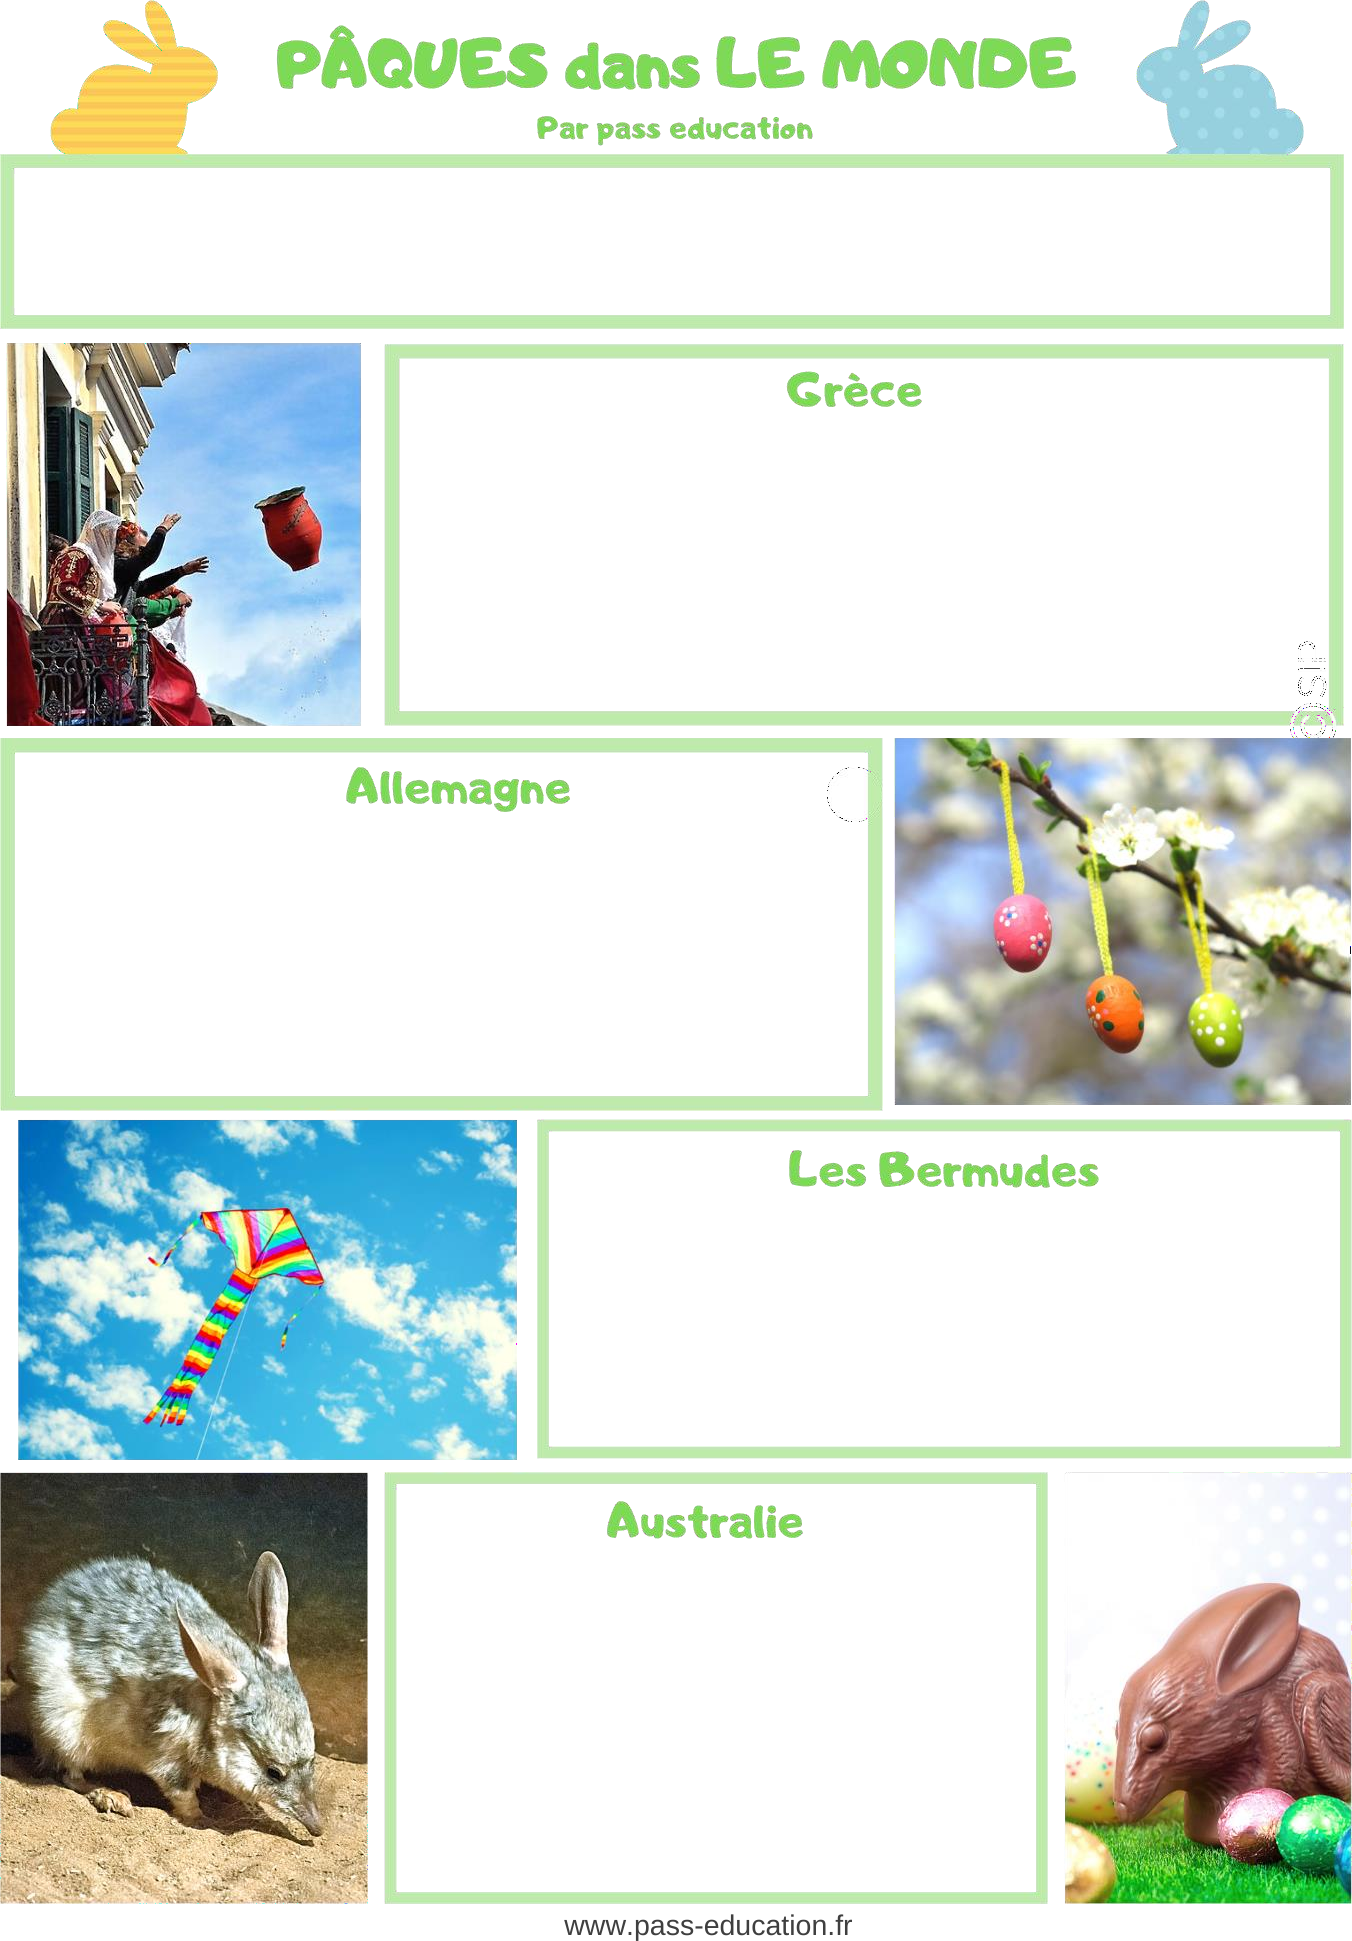 PÂQUES dans LE MONDE
Par pass education
Grèce
Allemagne
Les Bermudes
Australie
www.pass-education.fr